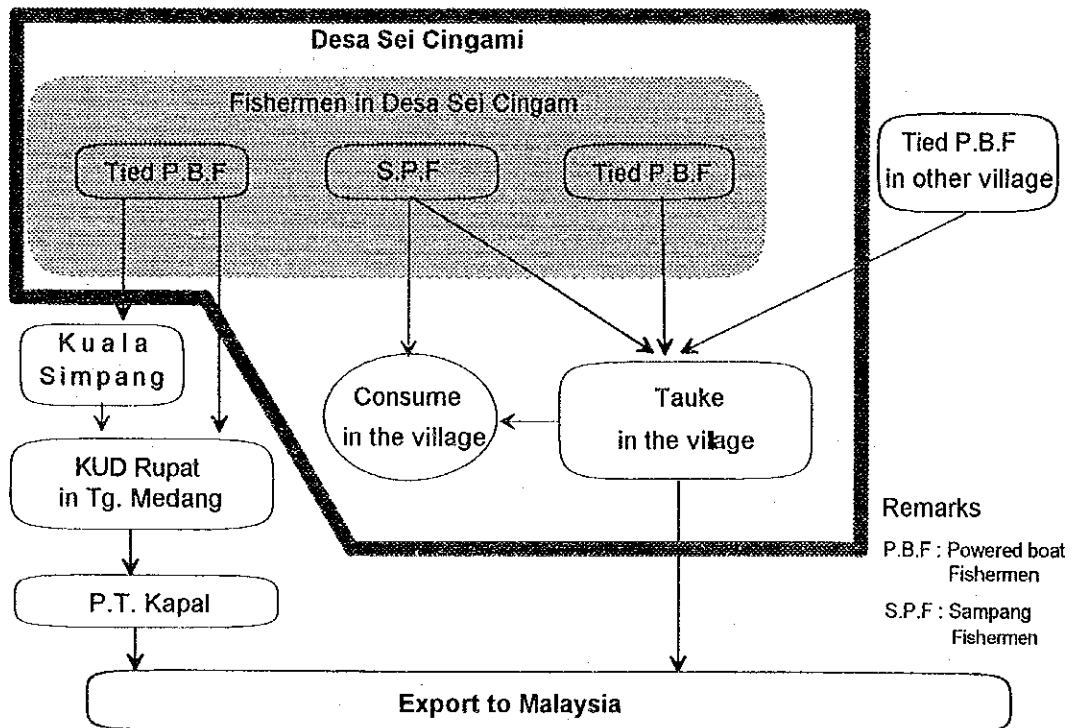 Desa Sei Cingami
Fishermen in Desa Sei Cingam
Tied P.B.F
S.P.F
Tied P.B.F
Tied P.B.F
in other village
Kuala
Simpang
Consume
in the village
Tauke
in the village
KUD Rupat
in Tg. Medang
P.T. Kapal
Remarks
P.B.F : Powered boat
Fishermen
S.P.F : Sampang
Fishermen
Export to Malaysia